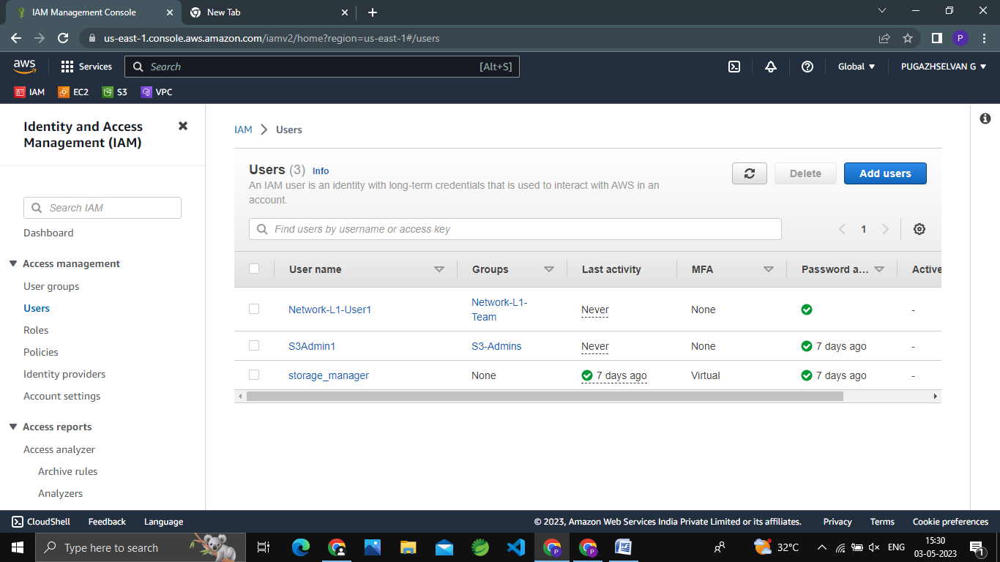 IAM Management Console
New Tab
us-east-1.console.aws.amazon.com/iamv2/home?region=us-east-1#/users
P
aws
Services
Search
[Alt+S]
Global
PUGAZHSELVAN G
IAM
EC2
S3
VPC
Identity and Access
Management (IAM)
Search IAM
Dashboard
Access management
User groups
Users
Roles
Policies
Identity providers
Account settings
Access reports
Access analyzer
Archive rules
Analyzers
IAM > Users
Users (3) Info
An IAM user is an identity with long-term credentials that is used to interact with AWS in an
account.
Delete
Add users
Find users by username or access key
1
User name Groups Last activity MFA Password a... Active
Network-L1-User1 Network-L1-
Team Never None -
S3Admin1 S3-Admins Never None 7 days ago -
storage_manager None 7 days ago Virtual 7 days ago -
CloudShell Feedback Language
© 2023, Amazon Web Services India Private Limited or its affiliates. Privacy Terms Cookie preferences
Type here to search
P
P
32°C
ENG
15:30
03-05-2023
1